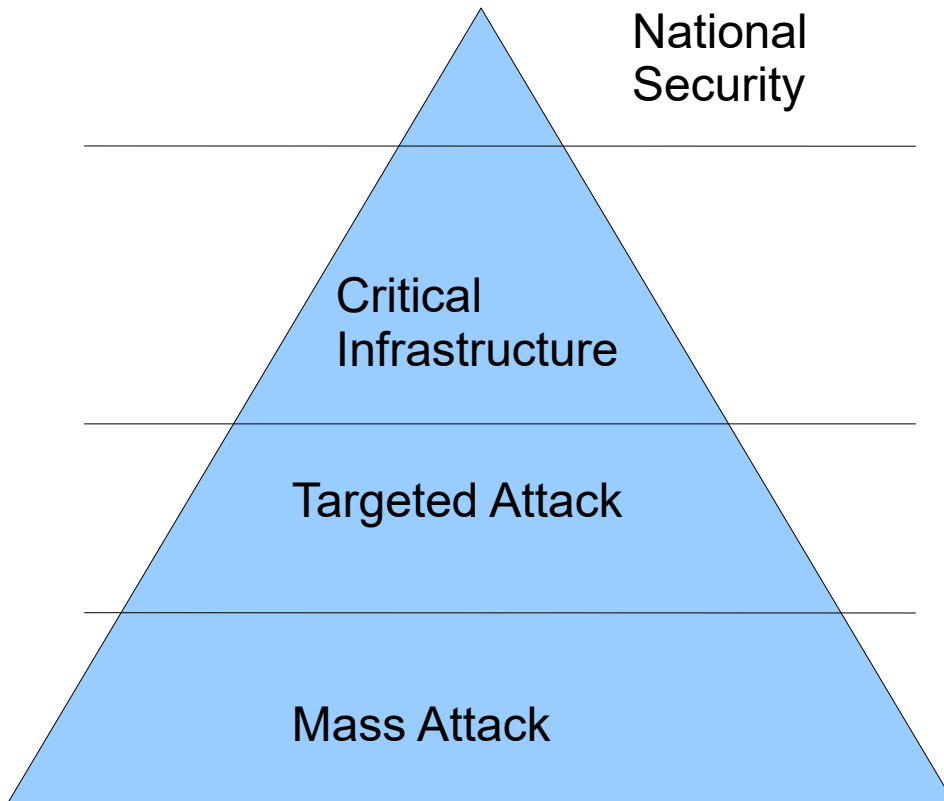 National
Security
Critical
Infrastructure
Targeted Attack
Mass Attack